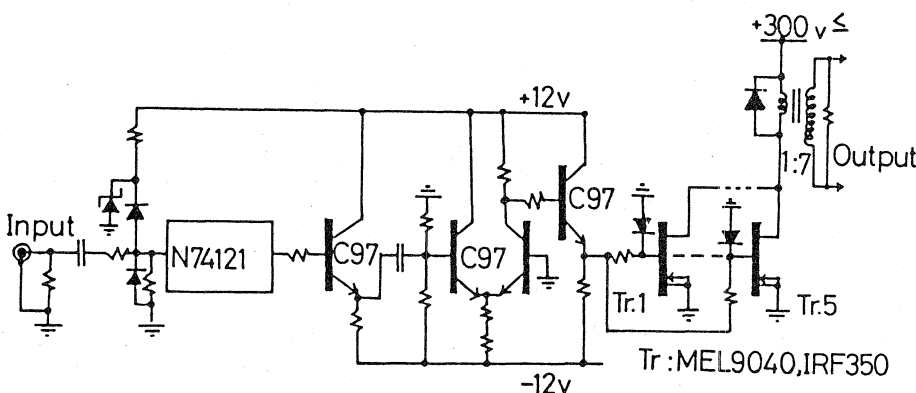 +300 v ≤
+12v
C97
1:7
Output
Input
N74121
C97
C97
Tr.1
Tr.5
Tr : MEL9040,IRF350
-12v